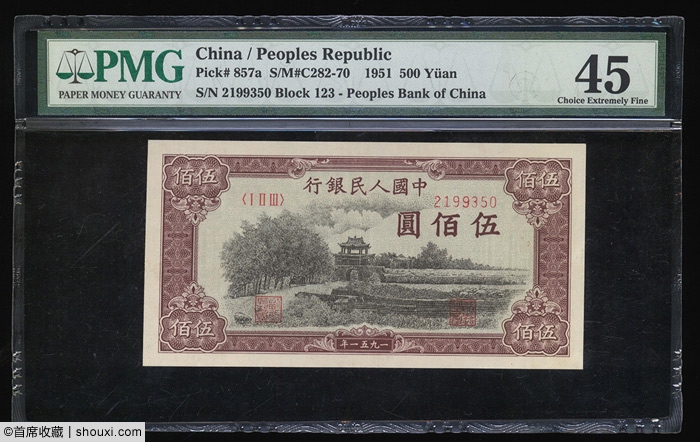 PMG
PAPER MONEY GUARANTY
China / Peoples Republic
Pick# 857a S/M#C282-70 1951 500 Yüan
S/N 2199350 Block 123 - Peoples Bank of China
45
Choice Extremely Fine
伍佰
行銀民人國中
伍佰
〈I II III〉
2199350
圓佰伍
伍佰
年一五九一
伍佰
©首席收藏 | shouxi.com